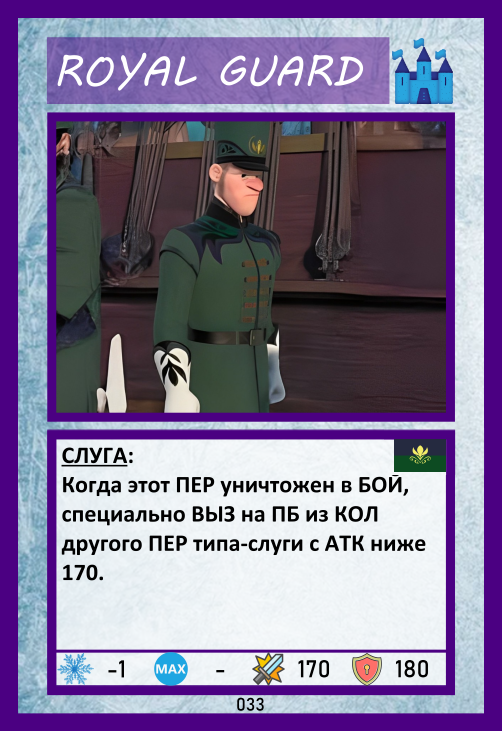 ROYAL GUARD
СЛУГА:
Когда этот ПЕР уничтожен в БОЙ,
специально ВЫЗ на ПБ из КОЛ
другого ПЕР типа-слуги с АТК ниже
170.
-1 MAX - 170 180
033